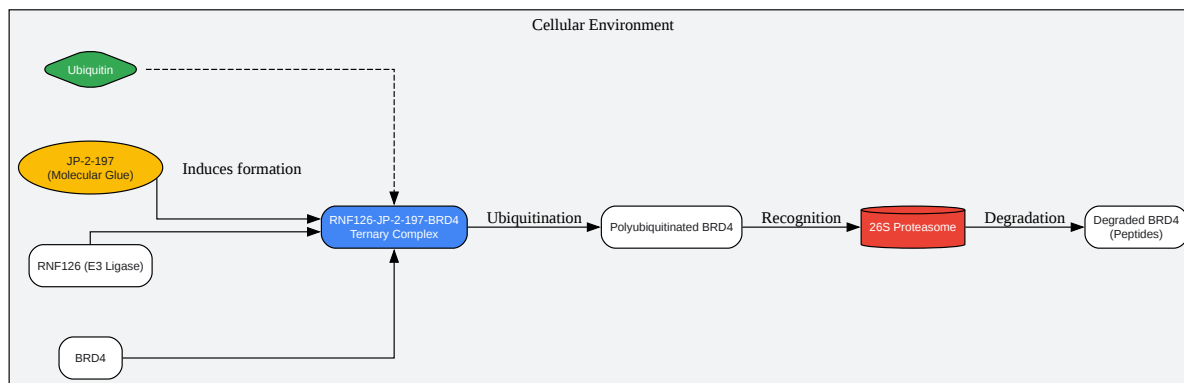 Cellular Environment
Ubiquitin
JP-2-197
(Molecular Glue)
Induces formation
RNF126-JP-2-197-BRD4
Ternary Complex
Ubiquitination
Polyubiquitinated BRD4
Recognition
26S Proteasome
Degradation
Degraded BRD4
(Peptides)
RNF126 (E3 Ligase)
BRD4